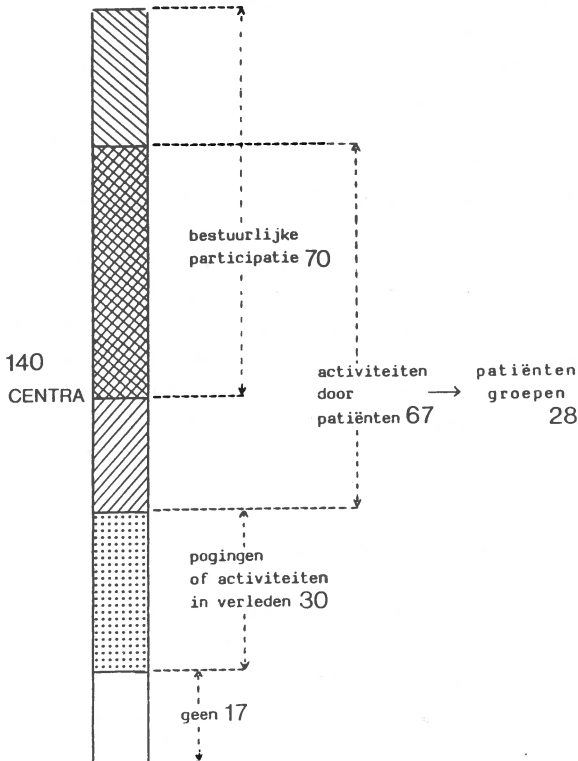 bestuurlijke
participatie 70
140
CENTRA
activiteiten
door
patiënten 67
→ patiënten
groepen
28
pogingen
of activiteiten
in verleden 30
geen 17